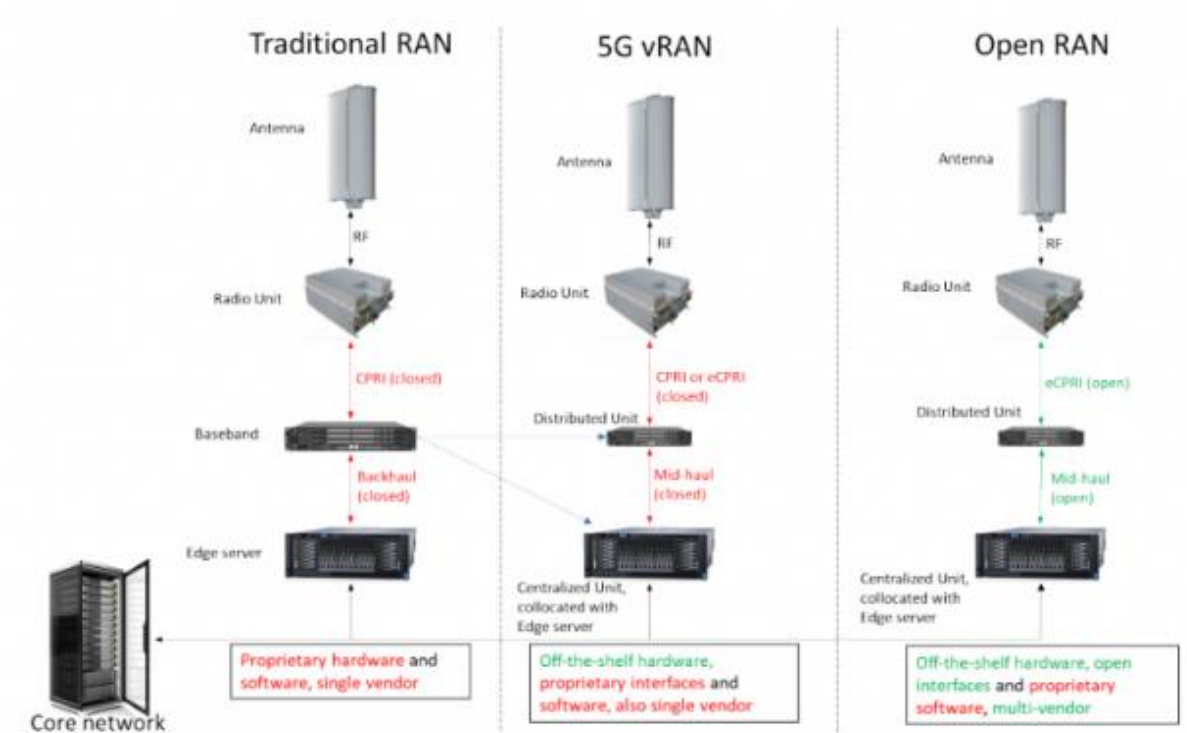 Traditional RAN
Antenna
RF
Radio Unit
CPRI (closed)
Baseband
Backhaul
(closed)
Edge server
Core network
Proprietary hardware and
software, single vendor
5G vRAN
Antenna
RF
Radio Unit
CPRI or eCPRI
(closed)
Distributed Unit
Mid-haul
(closed)
Centralized Unit,
collocated with
Edge server
Off-the-shelf hardware,
proprietary interfaces and
software, also single vendor
Open RAN
Antenna
RF
Radio Unit
eCPRI (open)
Distributed Unit
Mid-haul
(open)
Centralized Unit,
collocated with
Edge server
Off-the-shelf hardware, open
interfaces and proprietary
software, multi-vendor